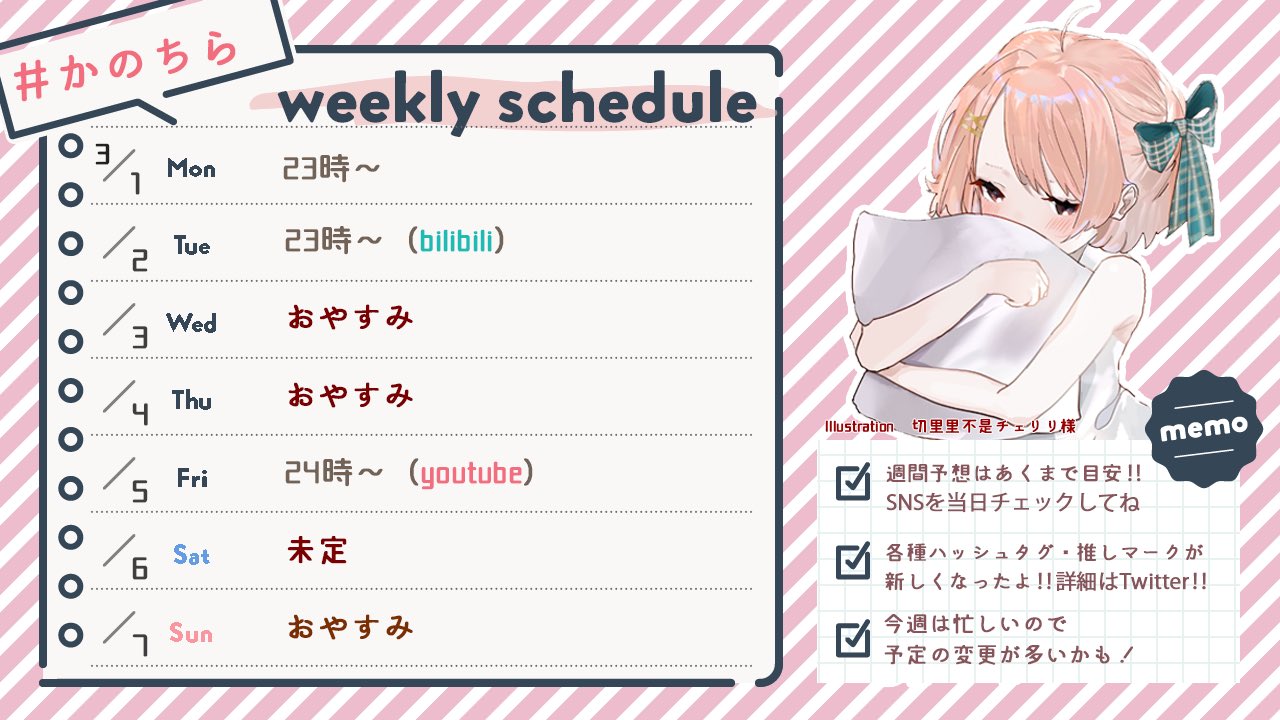 #かのちら
weekly schedule
3/1 Mon 23時～
/2 Tue 23時～ (bilibili)
/3 Wed おやすみ
/4 Thu おやすみ
/5 Fri 24時～ (youtube)
/6 Sat 未定
/7 Sun おやすみ
Illustration 切里里不是チェリり様
memo
週間予想はあくまで目安!!
SNSを当日チェックしてね
各種ハッシュタグ・推しマークが
新しくなったよ!!詳細はTwitter!!
今週は忙しいので
予定の変更が多いかも！